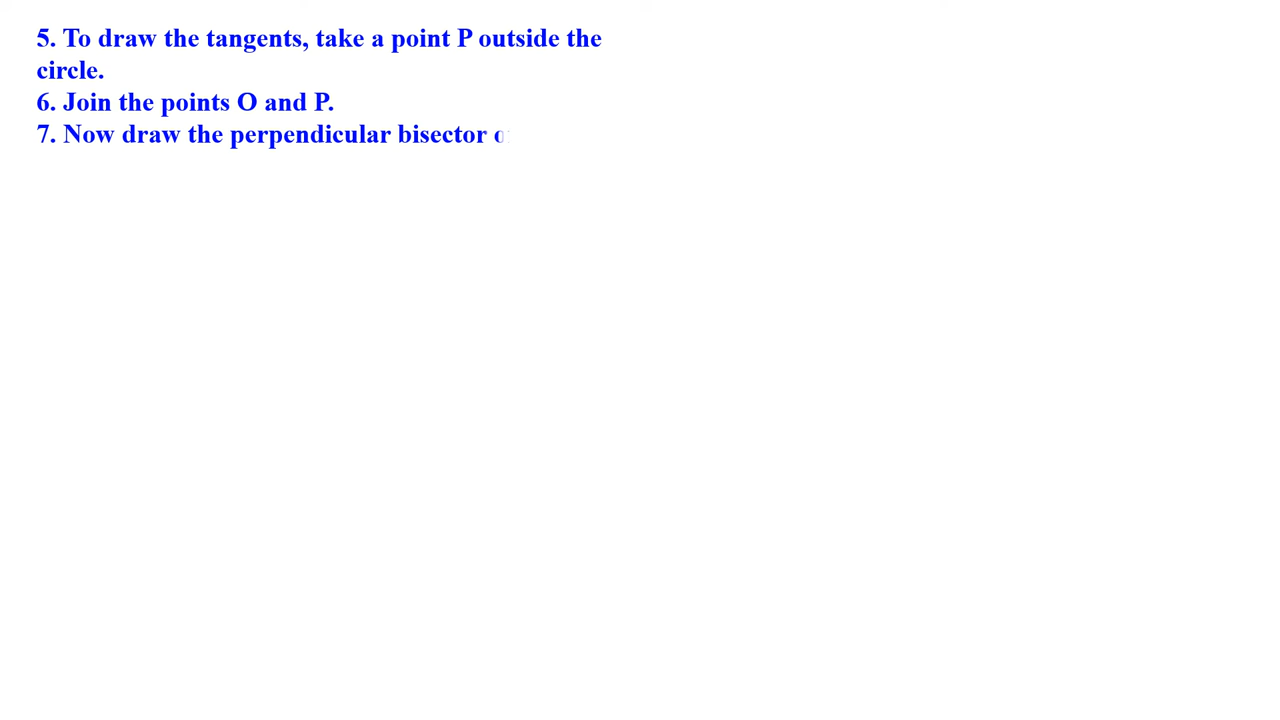 5. To draw the tangents, take a point P outside the
circle.
6. Join the points O and P.
7. Now draw the perpendicular bisector